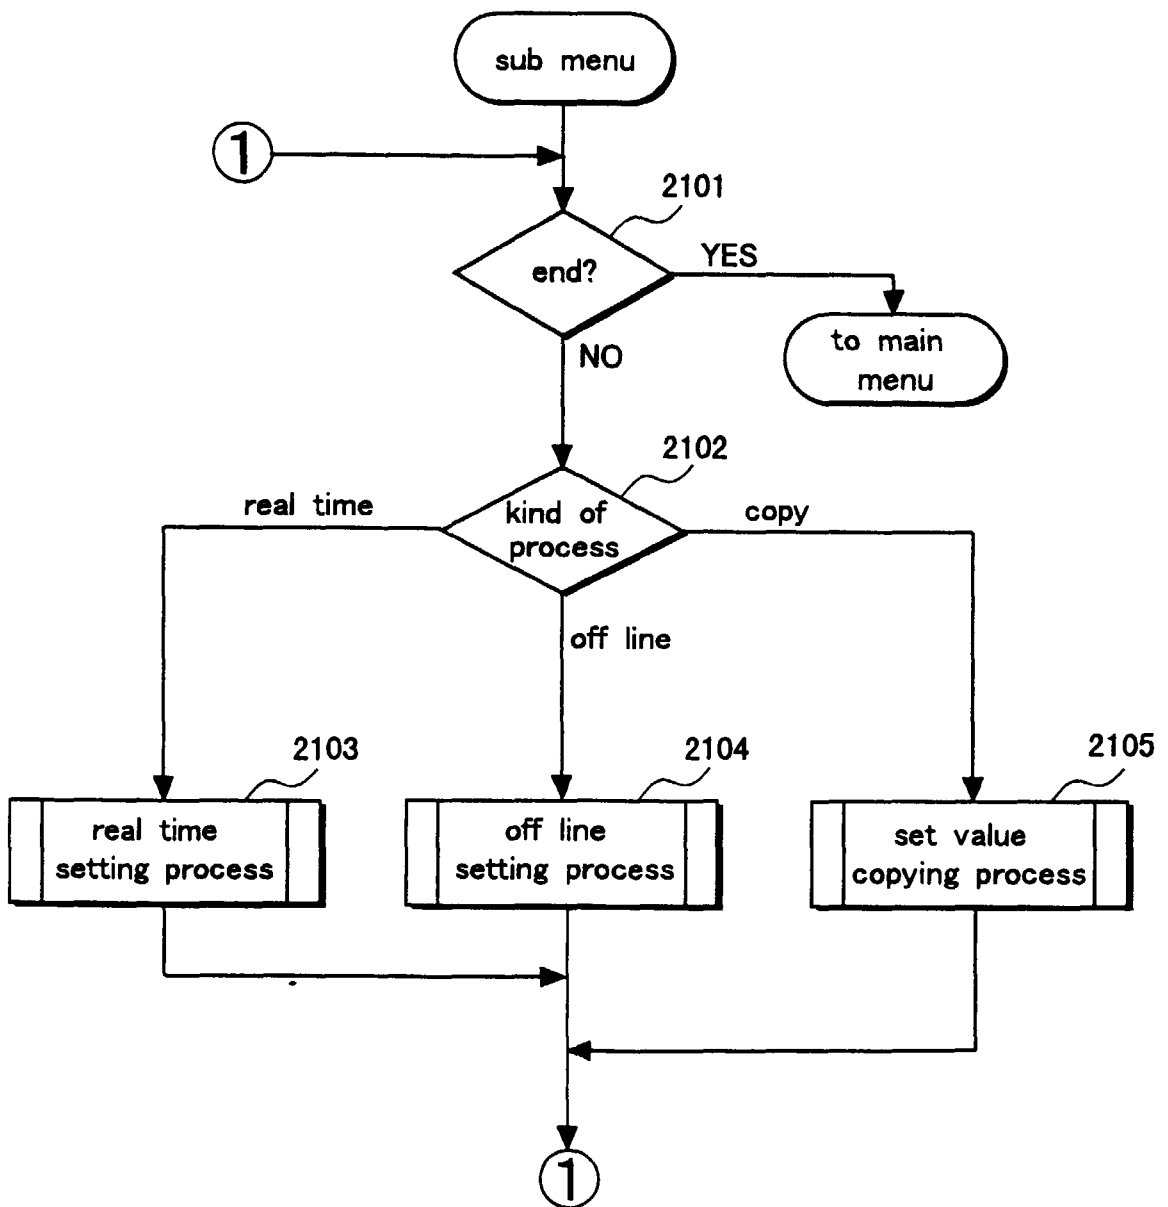 sub menu
1
2101
end?
YES
to main
menu
NO
2102
real time
kind of
process
copy
off line
2103
2104
2105
real time
setting process
off line
setting process
set value
copying process
1